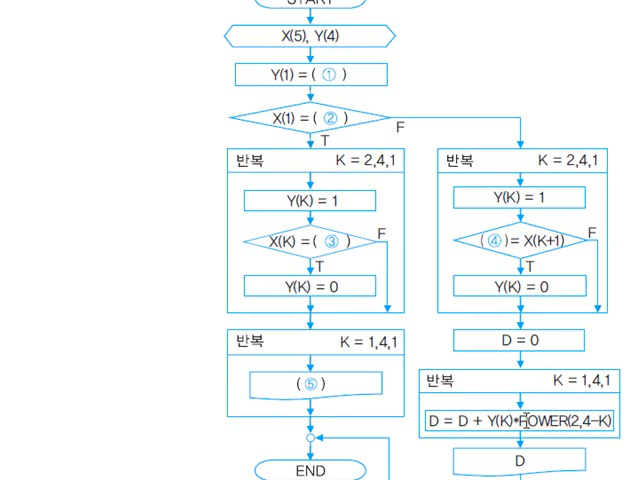 START
X(5), Y(4)
Y(1) = ( ① )
X(1) = ( ② )
F
T
반복 K = 2,4,1
Y(K) = 1
X(K) = ( ③ )
F
T
Y(K) = 0
반복 K = 1,4,1
( ⑤ )
END
반복 K = 2,4,1
Y(K) = 1
( ④ ) = X(K+1)
F
T
Y(K) = 0
D = 0
반복 K = 1,4,1
D = D + Y(K)*POWER(2,4−K)
D